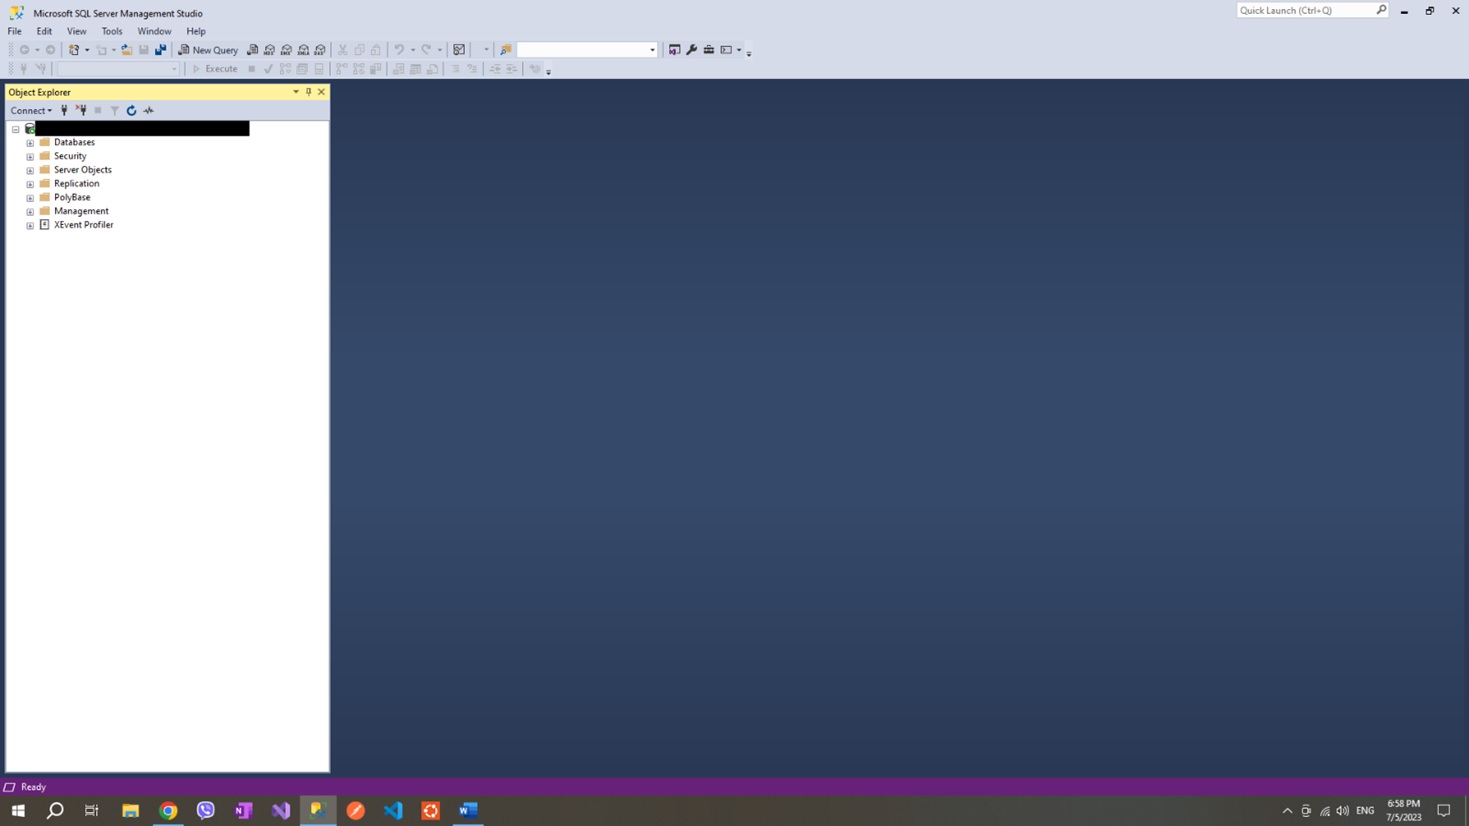 Microsoft SQL Server Management Studio
Quick Launch (Ctrl+Q)
File Edit View Tools Window Help
New Query
Execute
Object Explorer
Connect
Databases
Security
Server Objects
Replication
PolyBase
Management
XEvent Profiler
Ready
ENG
6:58 PM
7/5/2023